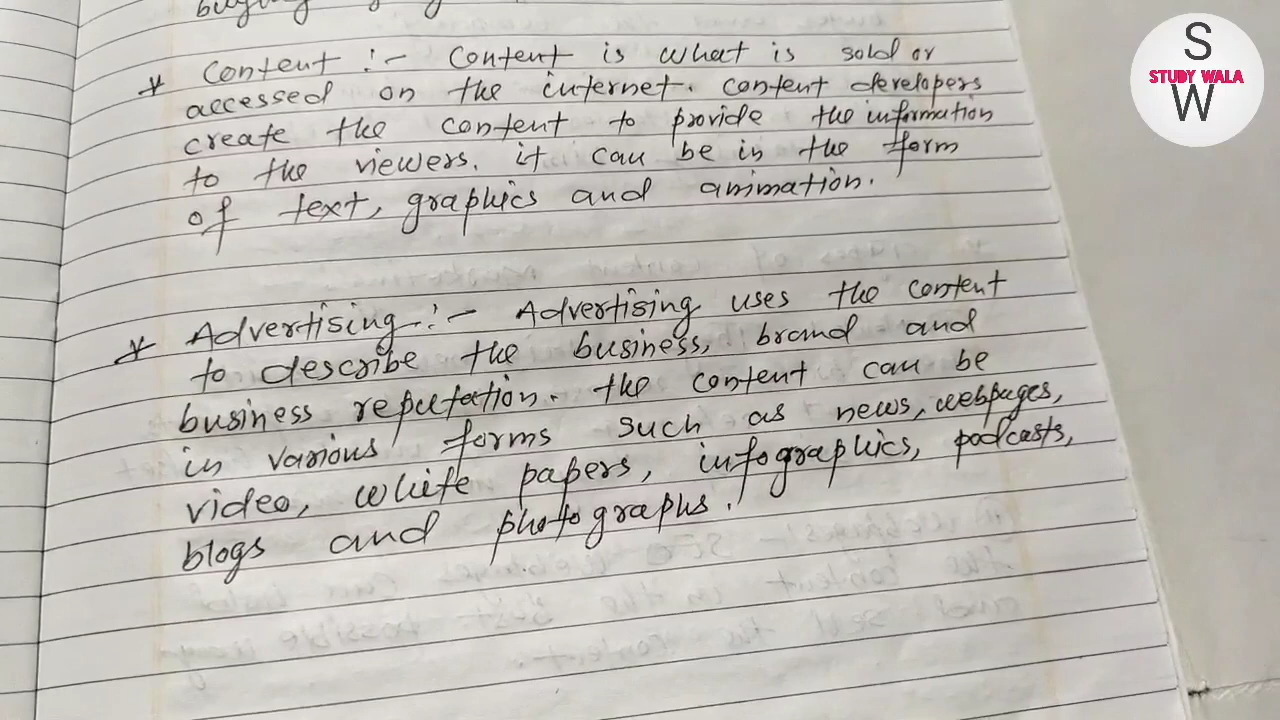 * Content :- Content is what is sold or
accessed on the internet. Content developers
create the content to provide the information
to the viewers. it can be in the form
of text, graphics and animation.
* Advertising :- Advertising uses the content
to describe the business, brand and
business reputation. the content can be
in various forms such as news, webpages,
video, white papers, infographics, podcasts,
blogs and photographs.
S
STUDY WALA
W